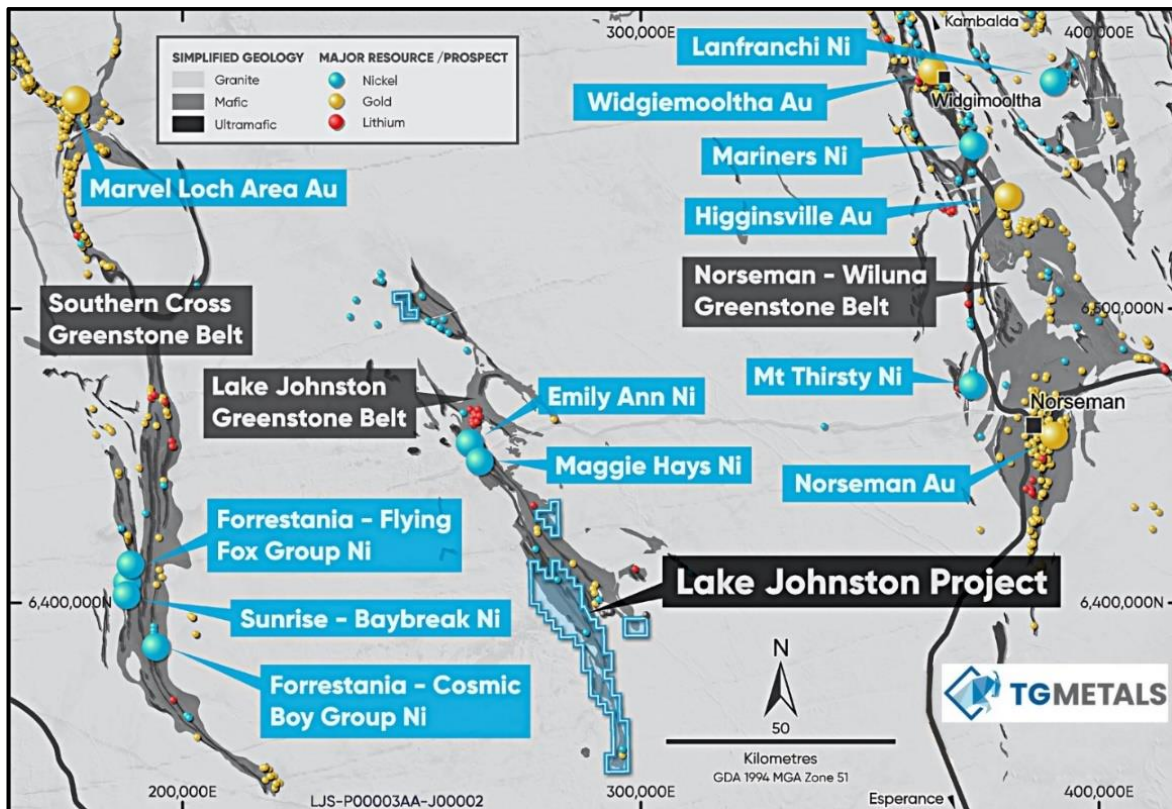 Kambalda
300,000E
400,000E
SIMPLIFIED GEOLOGY
Granite
Mafic
Ultramafic
MAJOR RESOURCE /PROSPECT
Nickel
Gold
Lithium
Lanfranchi Ni
Widgiemooltha Au
Widgimooltha
Mariners Ni
Marvel Loch Area Au
Higginsville Au
Norseman - Wiluna
Greenstone Belt
Southern Cross
Greenstone Belt
6,500,000N
Lake Johnston
Greenstone Belt
Emily Ann Ni
Mt Thirsty Ni
Norseman
Maggie Hays Ni
Norseman Au
Forrestania - Flying
Fox Group Ni
Lake Johnston Project
6,400,000N
Sunrise - Baybreak Ni
6,400,000N
Forrestania - Cosmic
Boy Group Ni
N
50
Kilometres
GDA 1994 MGA Zone 51
TGMETALS
200,000E
LJS-P00003AA-J00002
300,000E
Esperance
400,000E